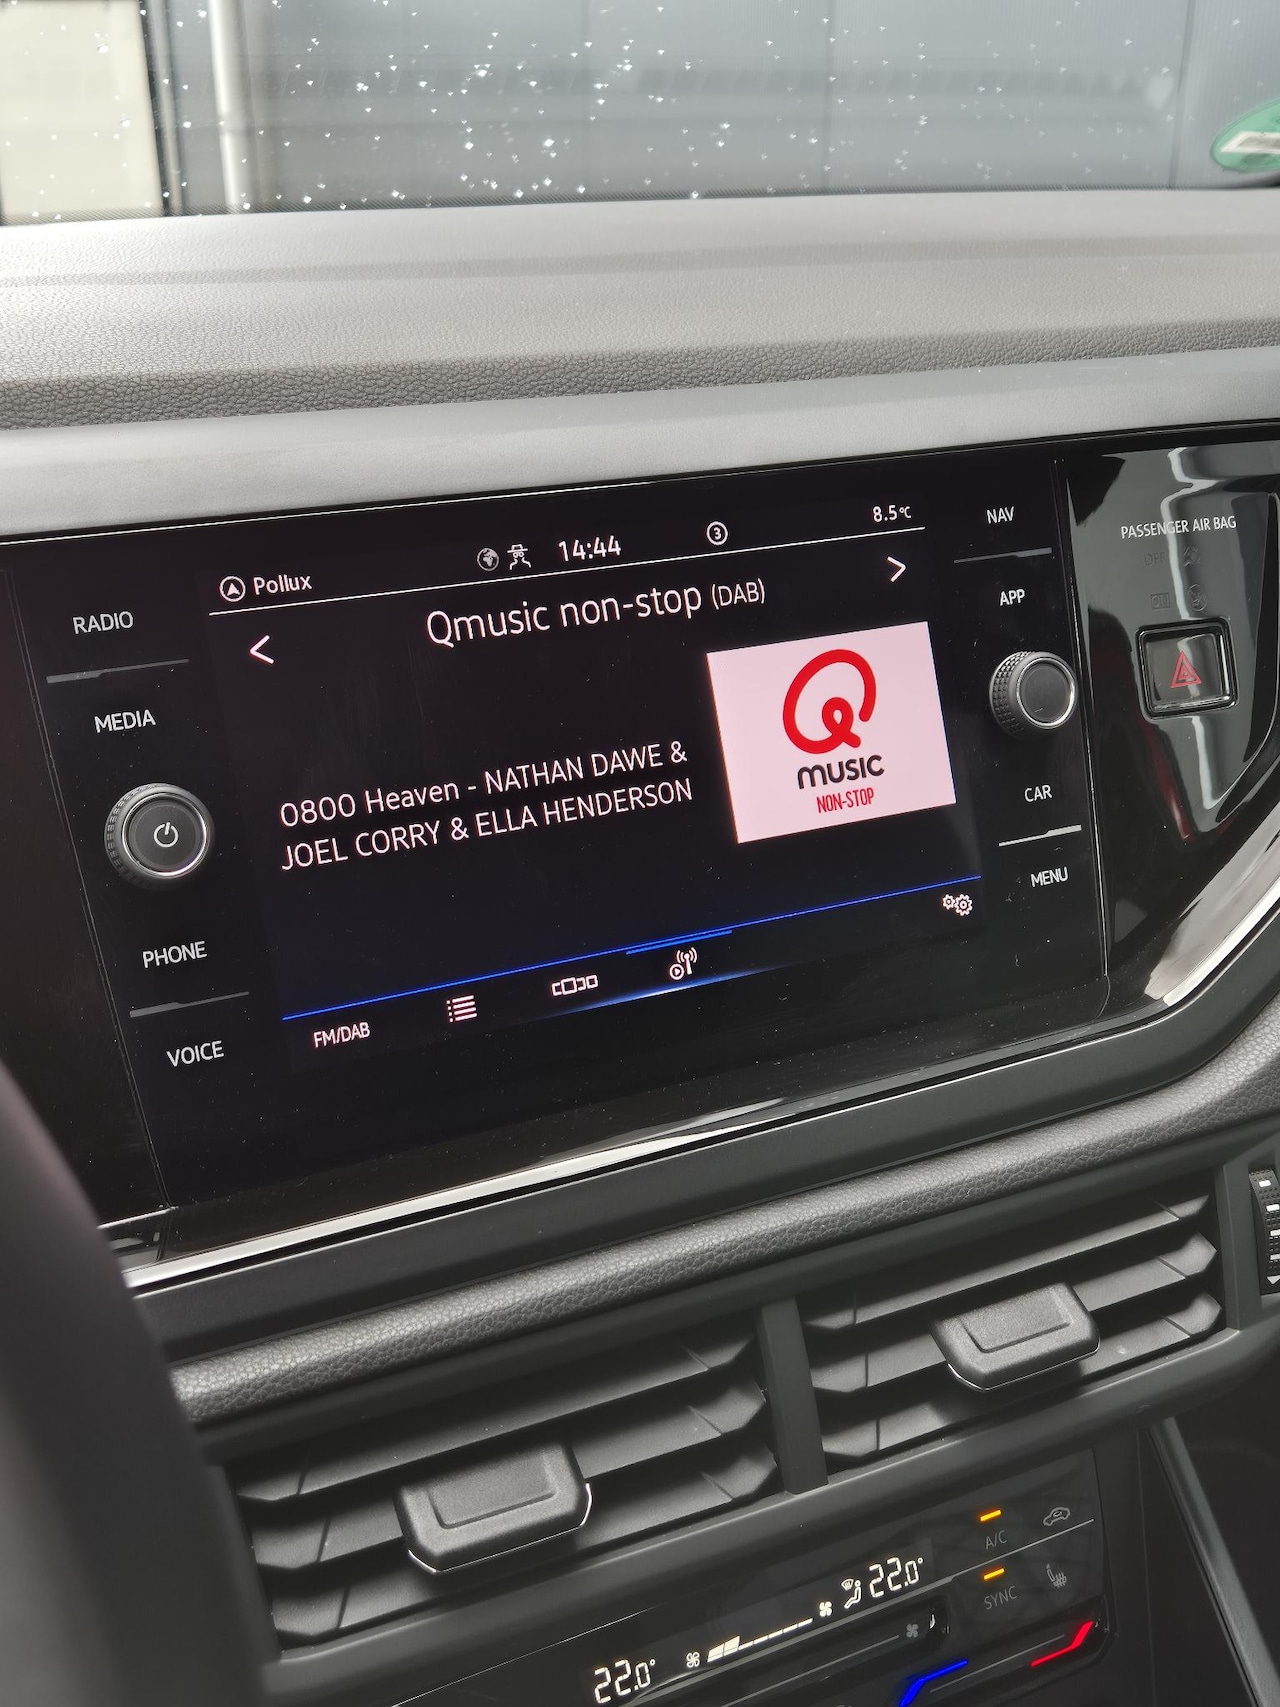 PASSENGER AIR BAG
OFF
RADIO
MEDIA
PHONE
VOICE
Pollux
14:44
3
8.5°C
Qmusic non-stop (DAB)
0800 Heaven - NATHAN DAWE &
JOEL CORRY & ELLA HENDERSON
Q
MUSIC
NON-STOP
FM/DAB
NAV
APP
CAR
MENU
A/C
SYNC
22.0°
22.0°